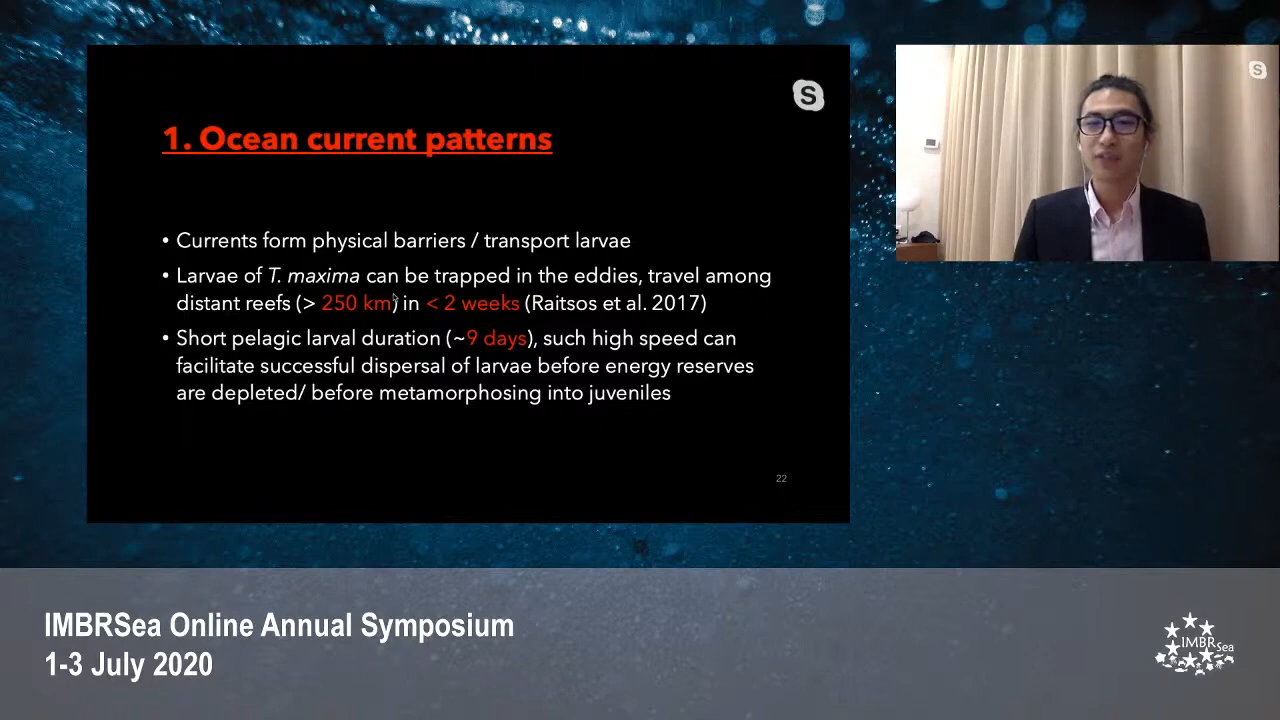 1. Ocean current patterns
• Currents form physical barriers / transport larvae
• Larvae of T. maxima can be trapped in the eddies, travel among
distant reefs (> 250 km) in < 2 weeks (Raitsos et al. 2017)
• Short pelagic larval duration (~9 days), such high speed can
facilitate successful dispersal of larvae before energy reserves
are depleted/ before metamorphosing into juveniles
22
S
S
IMBRSea Online Annual Symposium
1-3 July 2020
IMBRSea